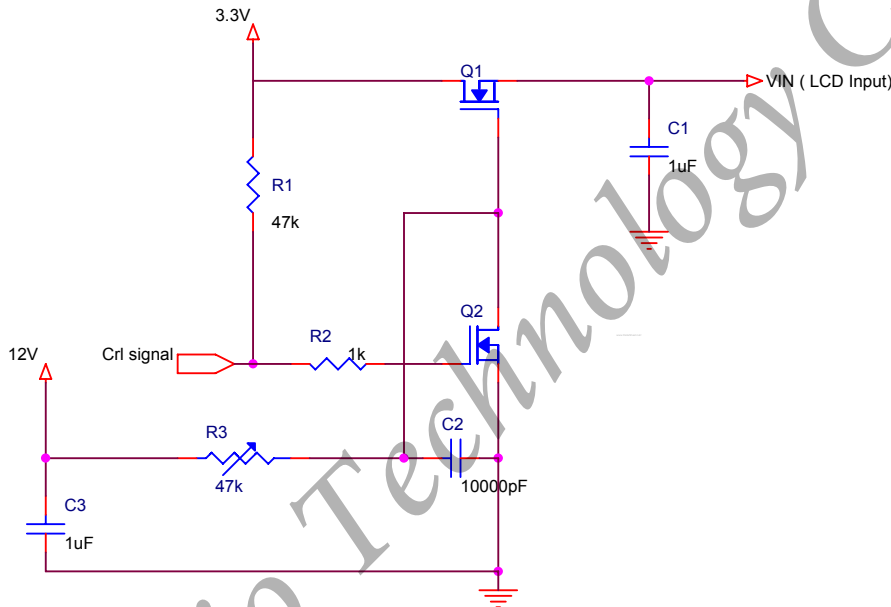 3.3V
Q1
VIN ( LCD Input)
C1
1uF
R1
47k
Q2
12V
Crl signal
R2
1k
R3
47k
C2
10000pF
C3
1uF
Technology C